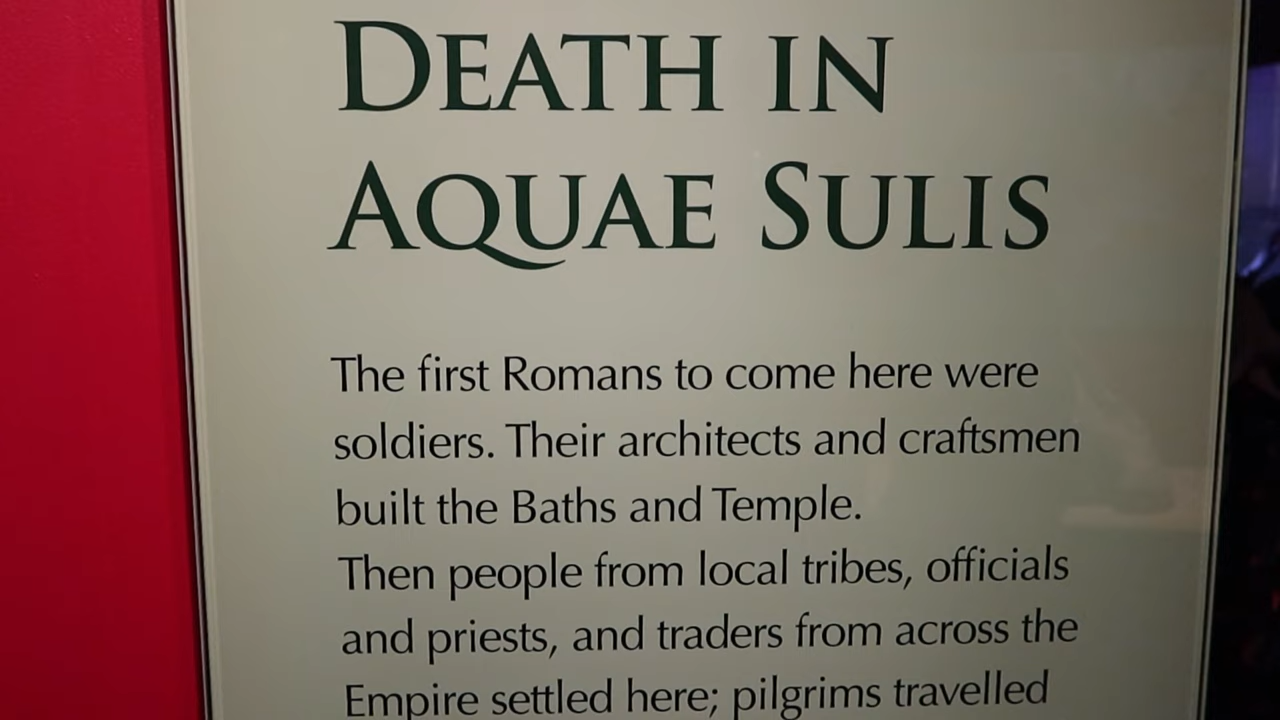 DEATH IN
AQUAE SULIS
The first Romans to come here were
soldiers. Their architects and craftsmen
built the Baths and Temple.
Then people from local tribes, officials
and priests, and traders from across the
Empire settled here; pilgrims travelled